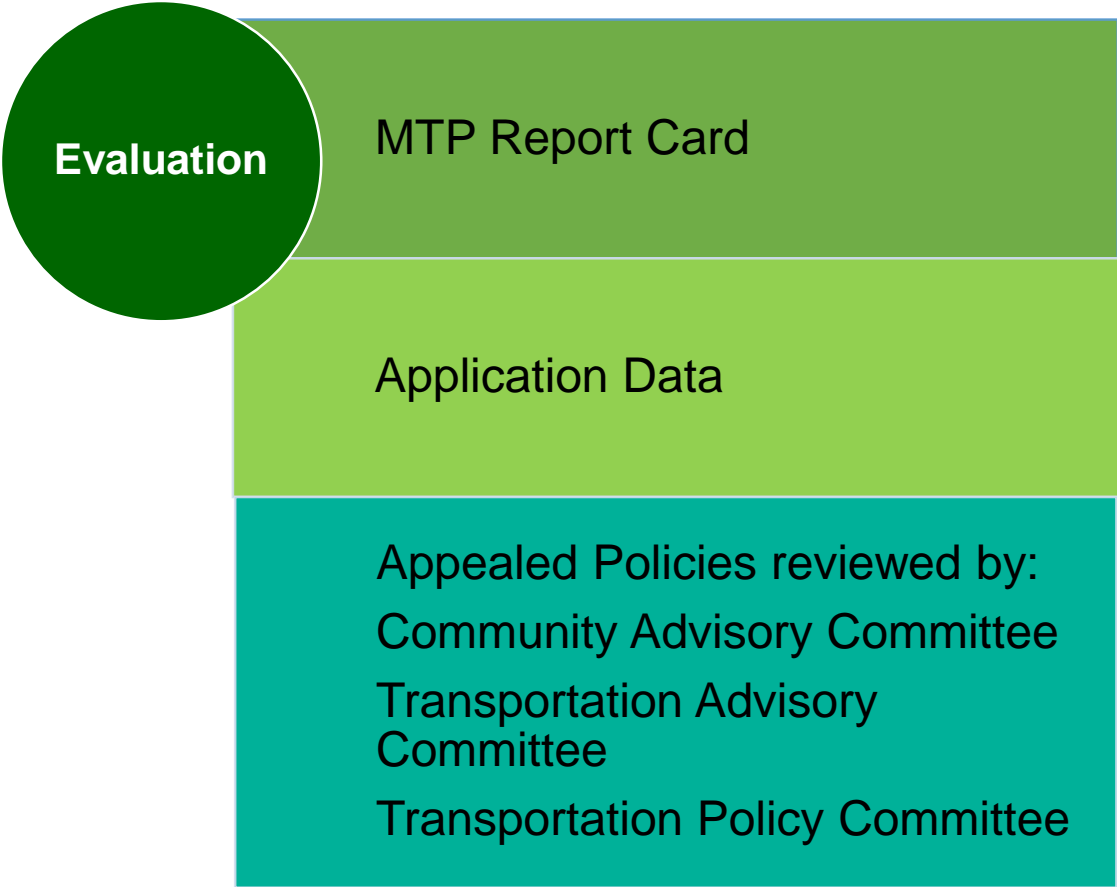 Evaluation
MTP Report Card
Application Data
Appealed Policies reviewed by:
Community Advisory Committee
Transportation Advisory
Committee
Transportation Policy Committee